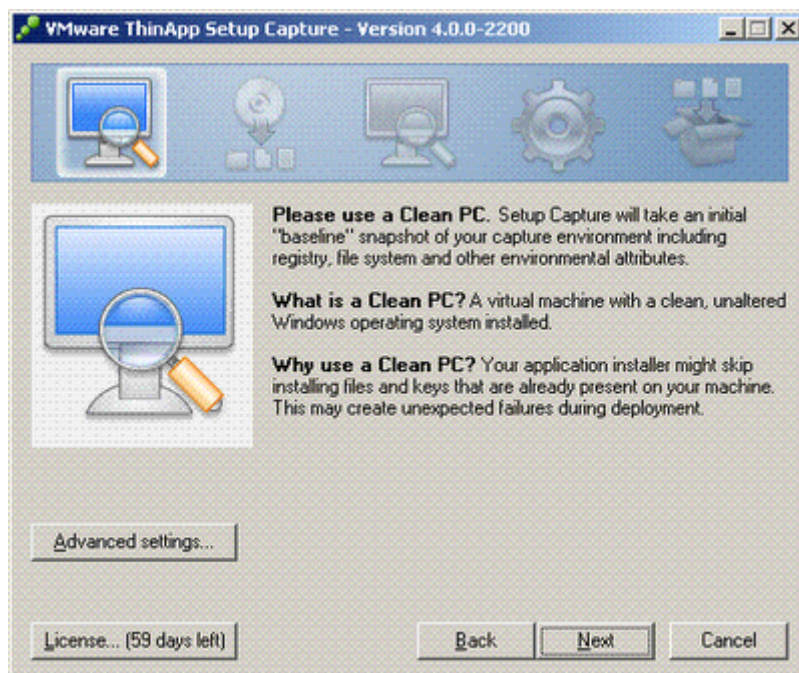 VMware ThinApp Setup Capture - Version 4.0.0-2200
Please use a Clean PC. Setup Capture will take an initial
"baseline" snapshot of your capture environment including
registry, file system and other environmental attributes.
What is a Clean PC? A virtual machine with a clean, unaltered
Windows operating system installed.
Why use a Clean PC? Your application installer might skip
installing files and keys that are already present on your machine.
This may create unexpected failures during deployment.
Advanced settings...
License... (59 days left)
Back
Next
Cancel